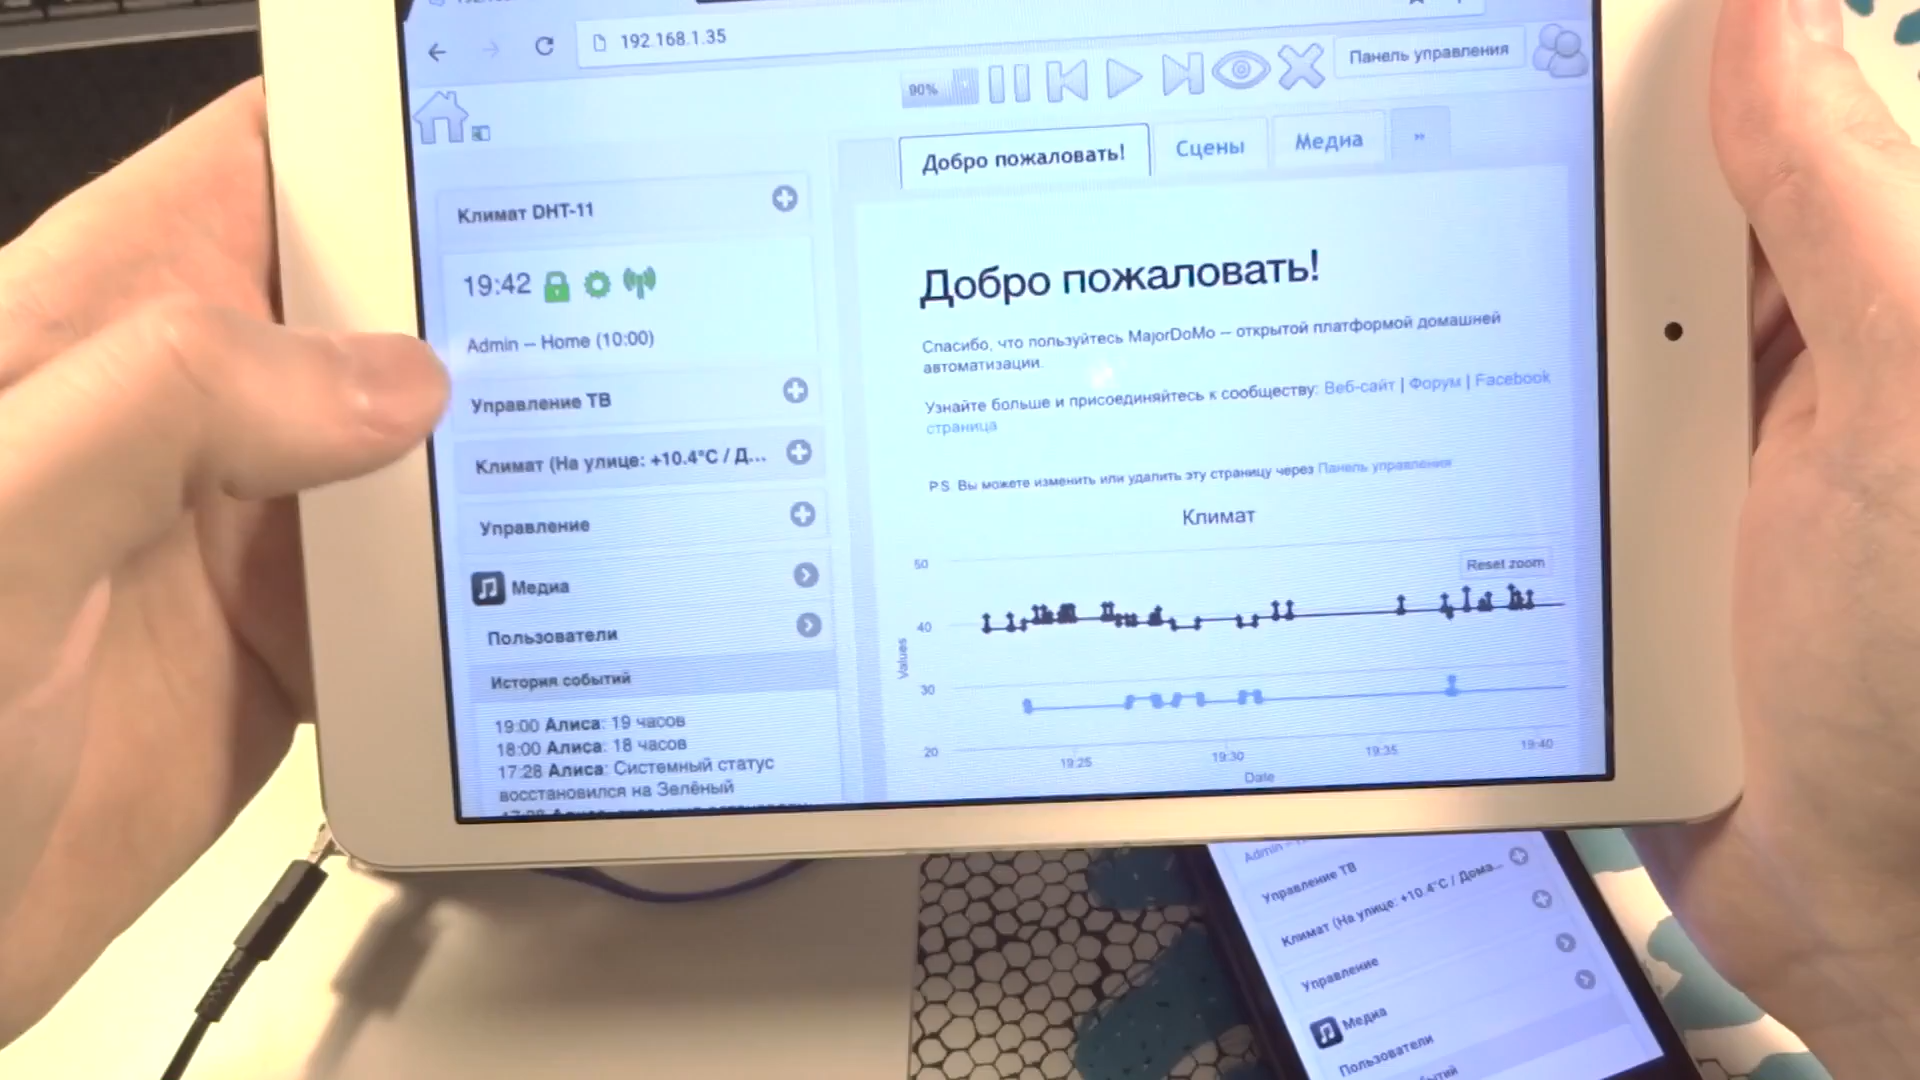 192.168.1.35
90%
Панель управления
Добро пожаловать!
Сцены
Медиа
»
Климат DHT-11
19:42
Admin – Home (10:00)
Управление ТВ
Климат (На улице: +10.4°C / Д...
Управление
Медиа
Пользователи
История событий
19:00 Алиса: 19 часов
18:00 Алиса: 18 часов
17:28 Алиса: Системный статус
восстановился на Зелёный
Добро пожаловать!
Спасибо, что пользуйтесь MajorDoMo – открытой платформой домашней
автоматизации.
Узнайте больше и присоединяйтесь к сообществу: Веб-сайт | Форум | Facebook
страница
PS. Вы можете изменить или удалить эту страницу через Панель управления
Климат
Reset zoom
50
40
30
20
Values
19:25
19:30
19:35
19:40
Date
Admin –
Управление ТВ
Климат (На улице: +10.4°C / Дома...
Управление
Медиа
Пользователи